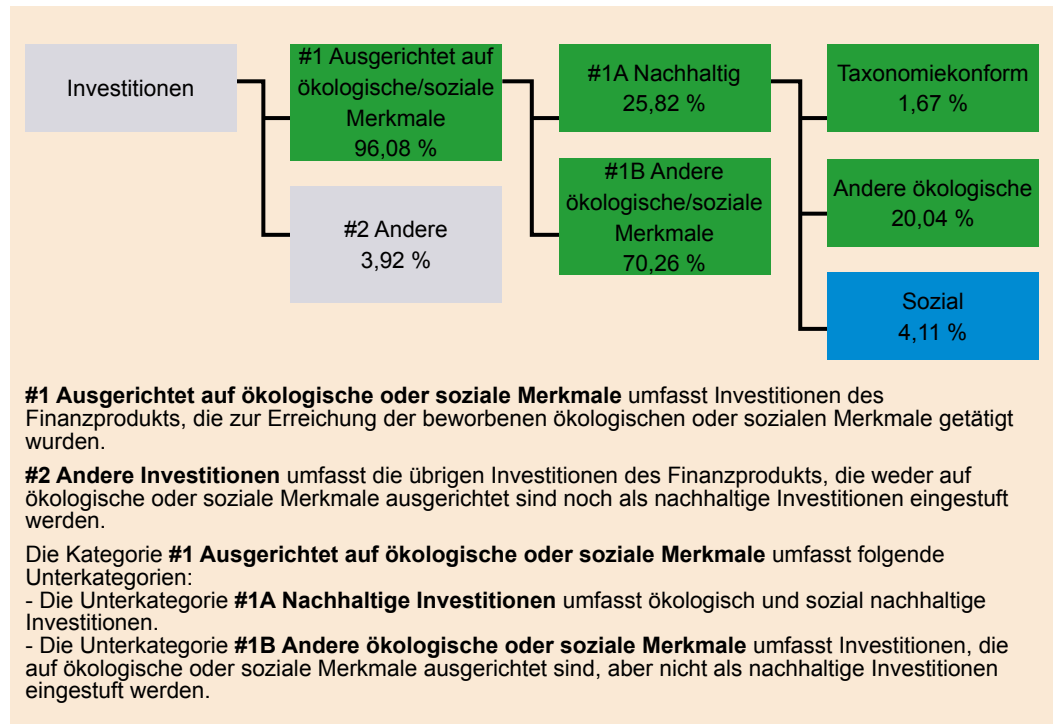 Investitionen
#1 Ausgerichtet auf
ökologische/soziale
Merkmale
96,08 %
#2 Andere
3,92 %
#1A Nachhaltig
25,82 %
#1B Andere
ökologische/soziale
Merkmale
70,26 %
Taxonomiekonform
1,67 %
Andere ökologische
20,04 %
Sozial
4,11 %
#1 Ausgerichtet auf ökologische oder soziale Merkmale umfasst Investitionen des
Finanzprodukts, die zur Erreichung der beworbenen ökologischen oder sozialen Merkmale getätigt
wurden.
#2 Andere Investitionen umfasst die übrigen Investitionen des Finanzprodukts, die weder auf
ökologische oder soziale Merkmale ausgerichtet sind noch als nachhaltige Investitionen eingestuft
werden.
Die Kategorie #1 Ausgerichtet auf ökologische oder soziale Merkmale umfasst folgende
Unterkategorien:
- Die Unterkategorie #1A Nachhaltige Investitionen umfasst ökologisch und sozial nachhaltige
Investitionen.
- Die Unterkategorie #1B Andere ökologische oder soziale Merkmale umfasst Investitionen, die
auf ökologische oder soziale Merkmale ausgerichtet sind, aber nicht als nachhaltige Investitionen
eingestuft werden.